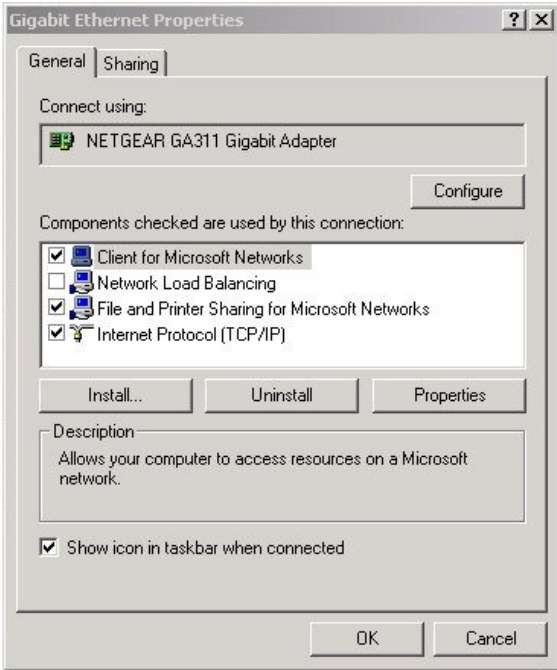 Gigabit Ethernet Properties
General Sharing
Connect using:
NETGEAR GA311 Gigabit Adapter
Configure
Components checked are used by this connection:
Client for Microsoft Networks
Network Load Balancing
File and Printer Sharing for Microsoft Networks
Internet Protocol (TCP/IP)
Install... Uninstall Properties
Description
Allows your computer to access resources on a Microsoft
network.
Show icon in taskbar when connected
OK Cancel